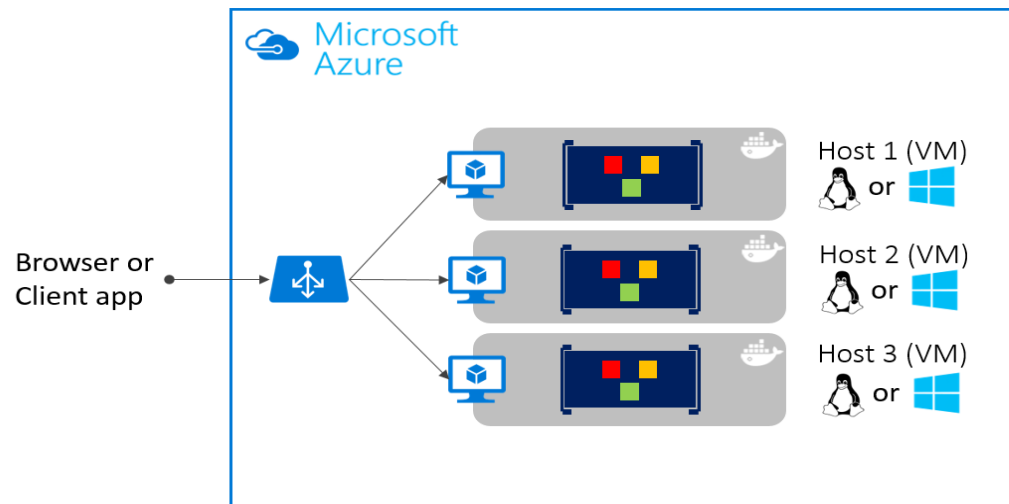 Microsoft
Azure
Host 1 (VM)
or
Host 2 (VM)
or
Browser or
Client app
Host 3 (VM)
or